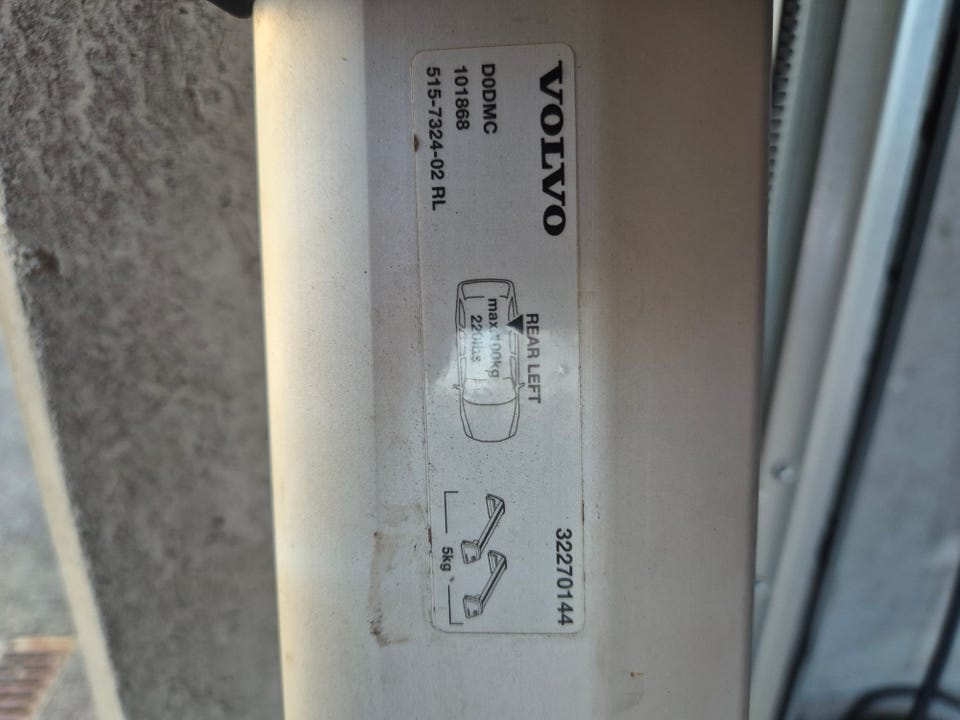 VOLVO
32270144
D0DMC
101868
515-7324-02 RL
REAR LEFT
max.100kg
220lbs
5kg